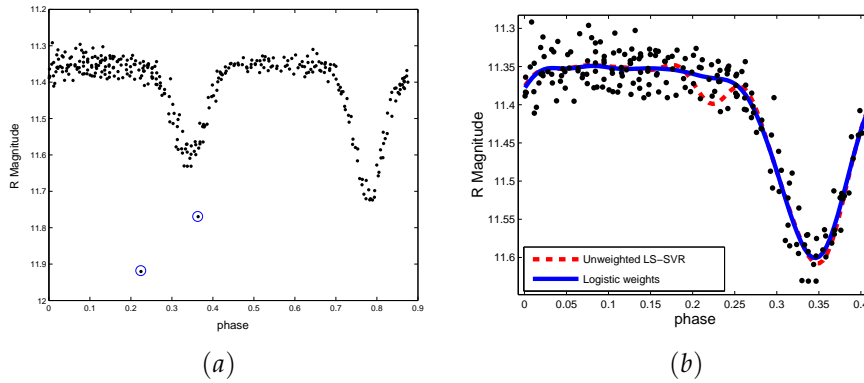 11.2
11.3
11.4
11.5
11.6
11.7
11.8
11.9
12
R Magnitude
0 0.1 0.2 0.3 0.4 0.5 0.6 0.7 0.8 0.9
phase
(a)
11.3
11.35
11.4
11.45
11.5
11.55
11.6
R Magnitude
Unweighted LS-SVR
Logistic weights
0 0.05 0.1 0.15 0.2 0.25 0.3 0.35 0.4
phase
(b)